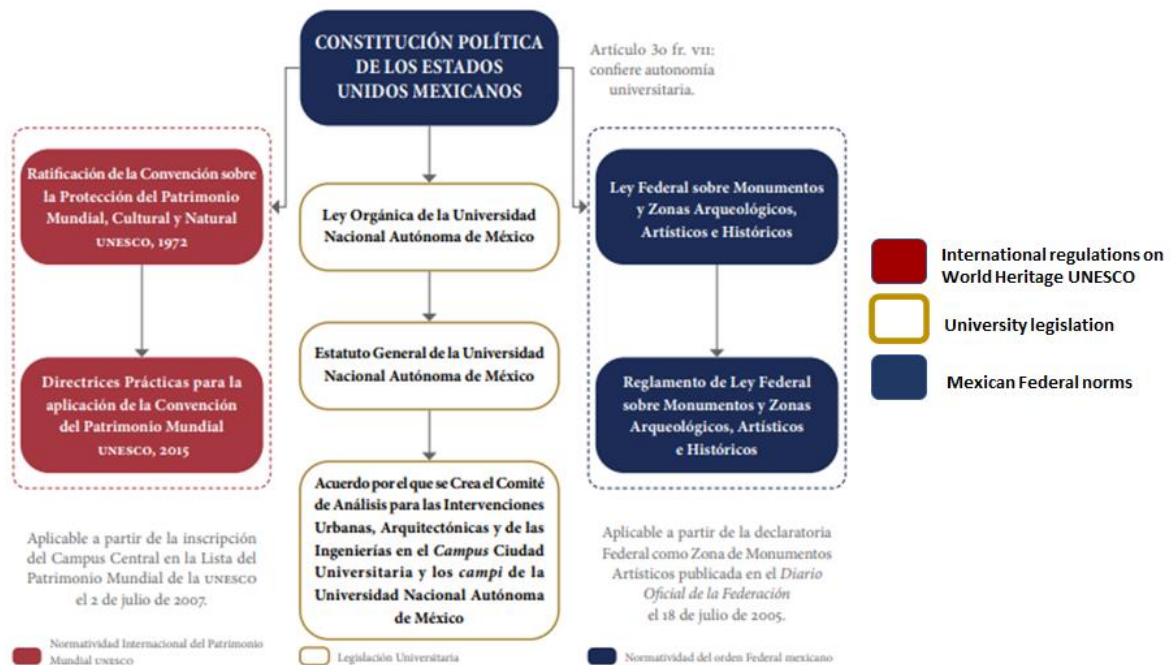 CONSTITUCIÓN POLÍTICA
DE LOS ESTADOS
UNIDOS MEXICANOS
Artículo 3o fr. VII:
confiere autonomía
universitaria.
Ratificación de la Convención sobre
la Protección del Patrimonio
Mundial, Cultural y Natural
UNESCO, 1972
Directrices Prácticas para la
aplicación de la Convención
del Patrimonio Mundial
UNESCO, 2015
Aplicable a partir de la inscripción
del Campus Central en la Lista del
Patrimonio Mundial de la UNESCO
el 2 de julio de 2007.
Ley Orgánica de la Universidad
Nacional Autónoma de México
Estatuto General de la Universidad
Nacional Autónoma de México
Acuerdo por el que se Crea el Comité
de Análisis para las Intervenciones
Urbanas, Arquitectónicas y de las
Ingenierías en el Campus Ciudad
Universitaria y los campi de la
Universidad Nacional Autónoma
de México
Ley Federal sobre Monumentos
y Zonas Arqueológicos,
Artísticos e Históricos
Reglamento de Ley Federal
sobre Monumentos y Zonas
Arqueológicos, Artísticos
e Históricos
Aplicable a partir de la declaratoria
Federal como Zona de Monumentos
Artísticos publicada en el Diario
Oficial de la Federación
el 18 de julio de 2005.
International regulations on
World Heritage UNESCO
University legislation
Mexican Federal norms
Normatividad Internacional del Patrimonio
Mundial UNESCO
Legislación Universitaria
Normatividad del orden Federal mexicano